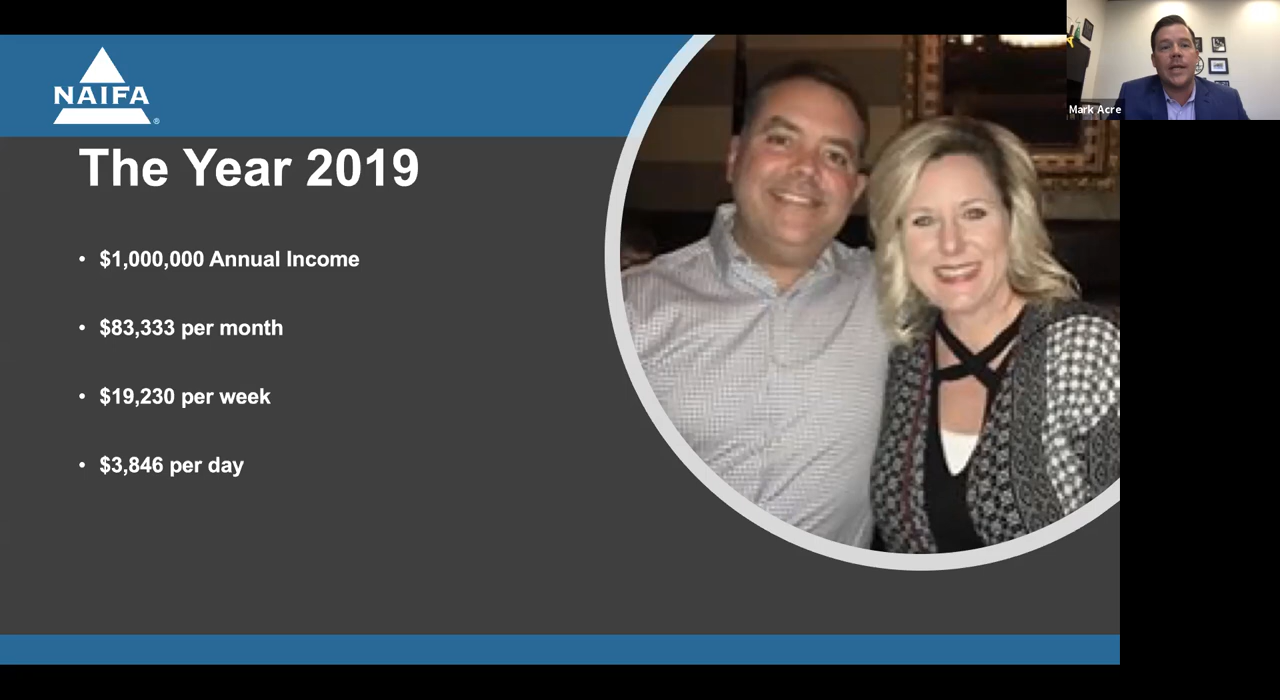 NAIFA
®
The Year 2019
• $1,000,000 Annual Income
• $83,333 per month
• $19,230 per week
• $3,846 per day
Mark Acre